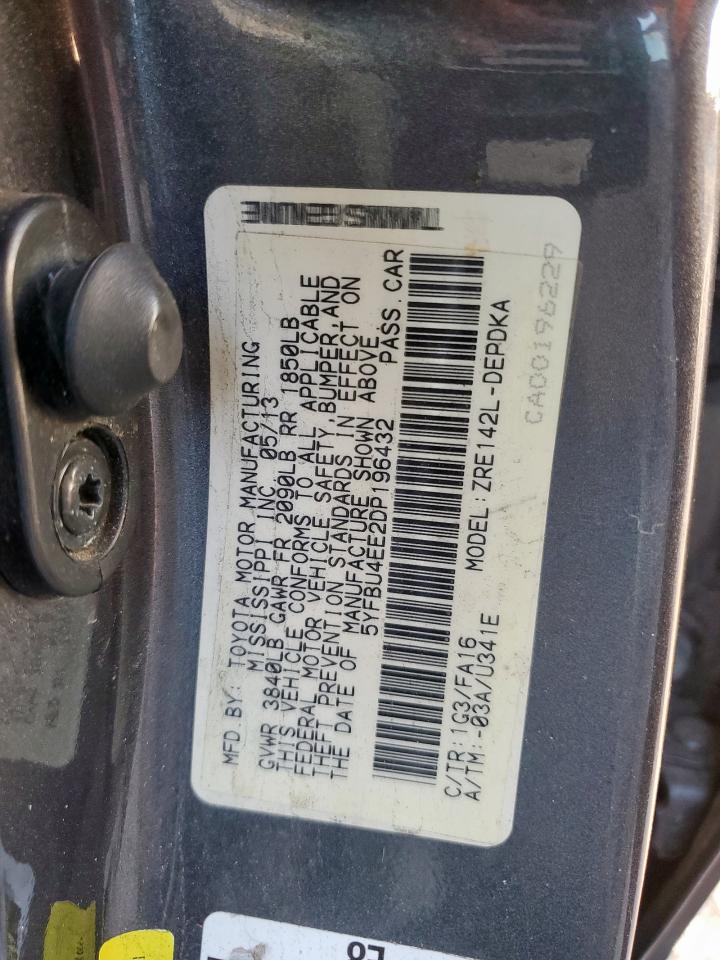 MFD. BY: TOYOTA MOTOR MANUFACTURING
MISSISSIPPI INC 05/13
GVWR 3840LB GAWR FR 2090LB RR 1850LB
THIS VEHICLE CONFORMS TO ALL APPLICABLE
FEDERAL MOTOR VEHICLE SAFETY, BUMPER, AND
THEFT PREVENTION STANDARDS IN EFFECT ON
THE DATE OF MANUFACTURE SHOWN ABOVE
5YFBU4EE2DP196432 PASS. CAR
C/TR: 1G3/FA16 MODEL: ZRE142L-DEPDKA
A/TM: -03A/U341E
CA00196229